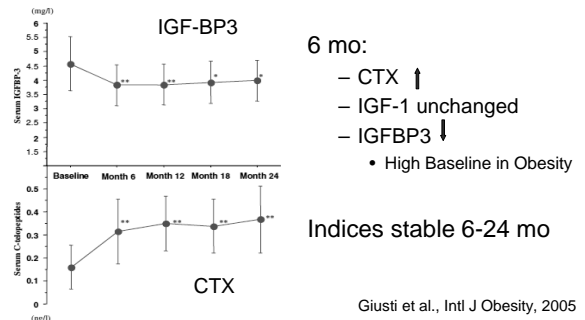 (mg/l)
IGF-BP3
Serum IGFBP-3
6
5.5
5
4.5
4
3.5
3
2.5
2
1.5
** ** * *
Baseline Month 6 Month 12 Month 18 Month 24
Serum C-telopeptides
0.5
0.4
0.3
0.2
0.1
0
** ** ** **
CTX
(ng/l)
6 mo:
– CTX ↑
– IGF-1 unchanged
– IGFBP3 ↓
• High Baseline in Obesity
Indices stable 6-24 mo
Giusti et al., Intl J Obesity, 2005